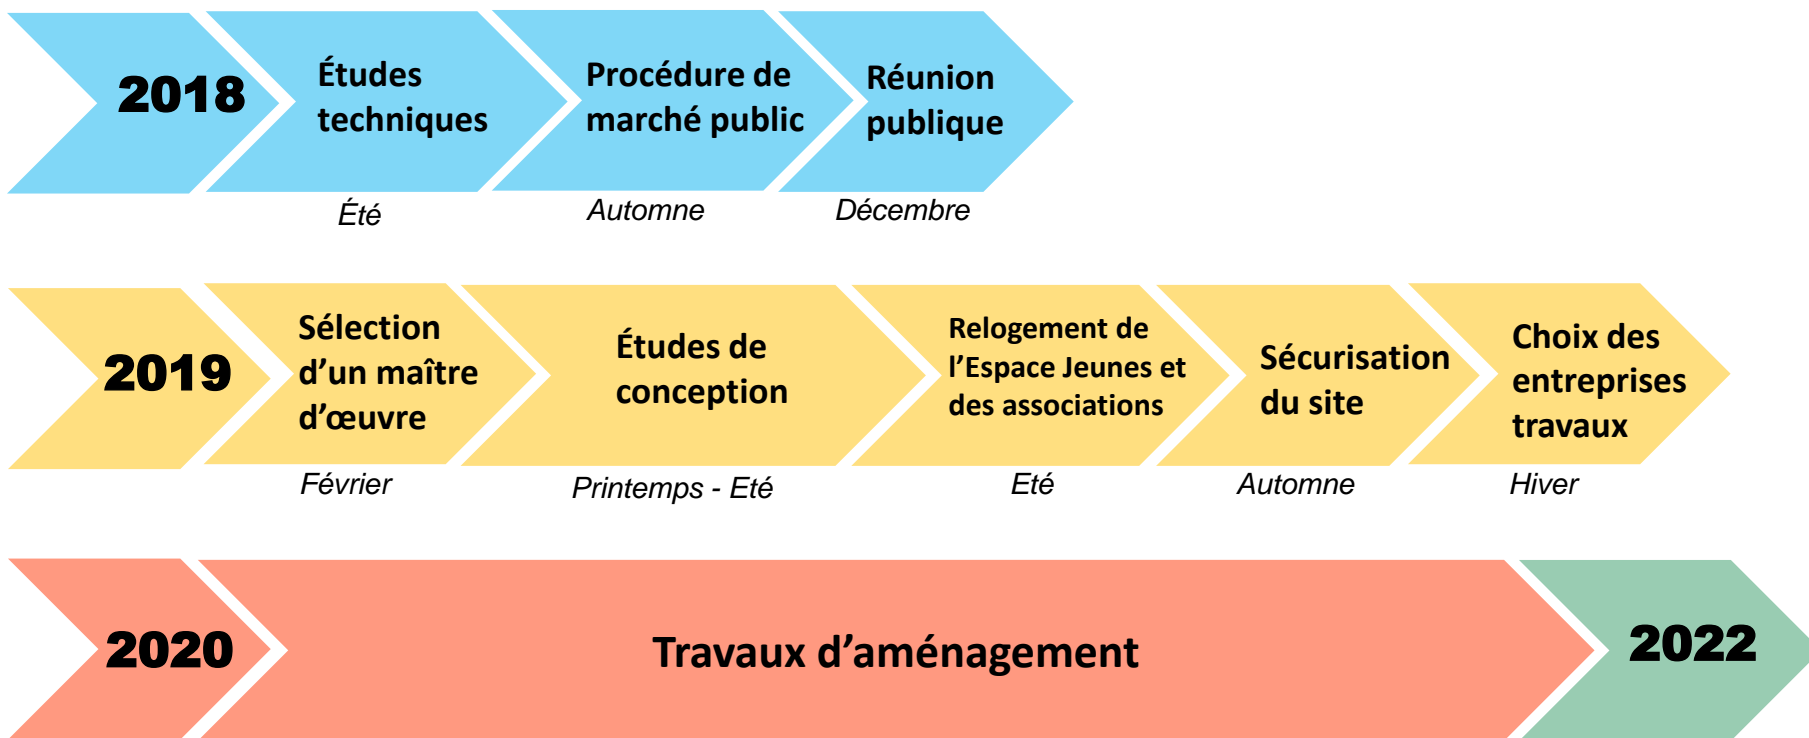 2018
Études
techniques
Procédure de
marché public
Réunion
publique
Été
Automne
Décembre
2019
Sélection
d’un maître
d’œuvre
Études de
conception
Relogement de
l’Espace Jeunes et
des associations
Sécurisation
du site
Choix des
entreprises
travaux
Février
Printemps - Eté
Eté
Automne
Hiver
2020
Travaux d’aménagement
2022